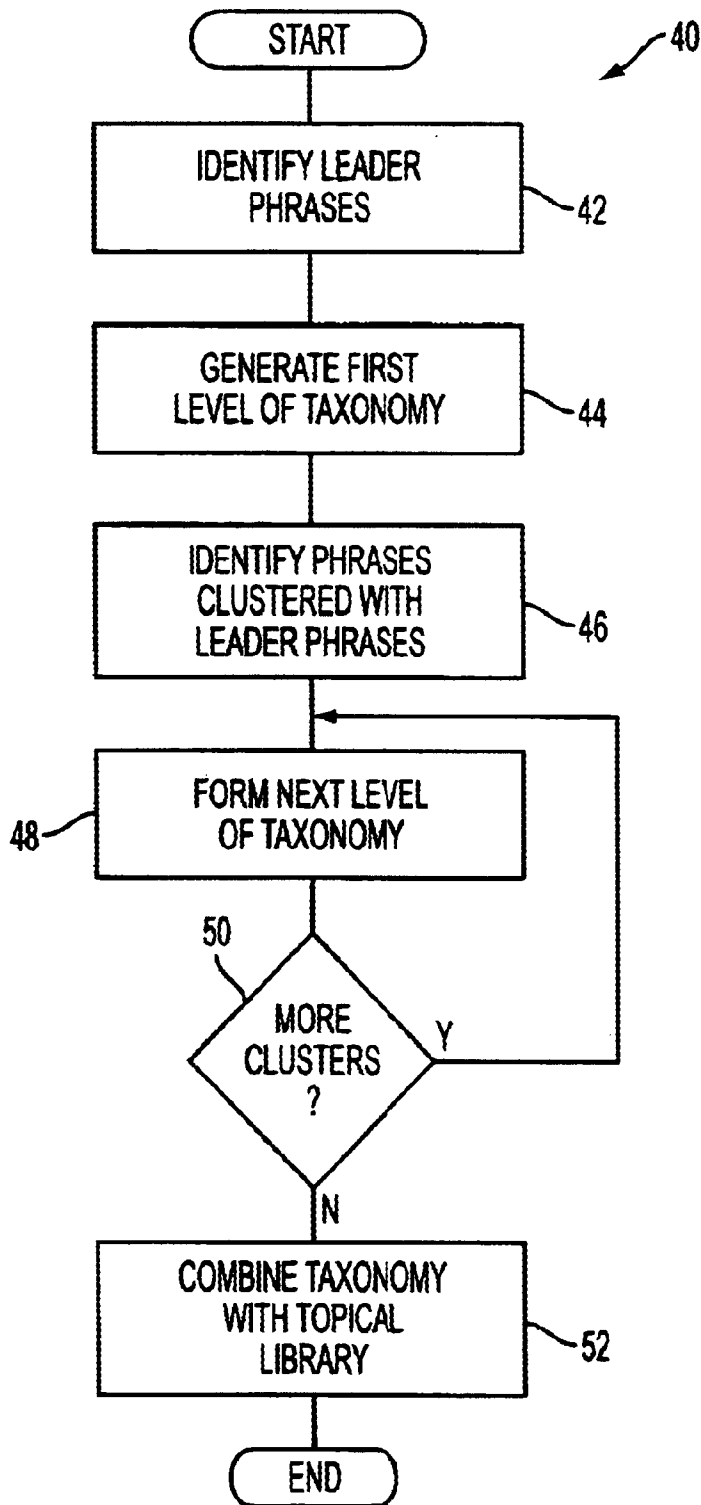 START
40
IDENTIFY LEADER
PHRASES
42
GENERATE FIRST
LEVEL OF TAXONOMY
44
IDENTIFY PHRASES
CLUSTERED WITH
LEADER PHRASES
46
FORM NEXT LEVEL
OF TAXONOMY
48
50
MORE
CLUSTERS
?
Y
N
COMBINE TAXONOMY
WITH TOPICAL
LIBRARY
52
END